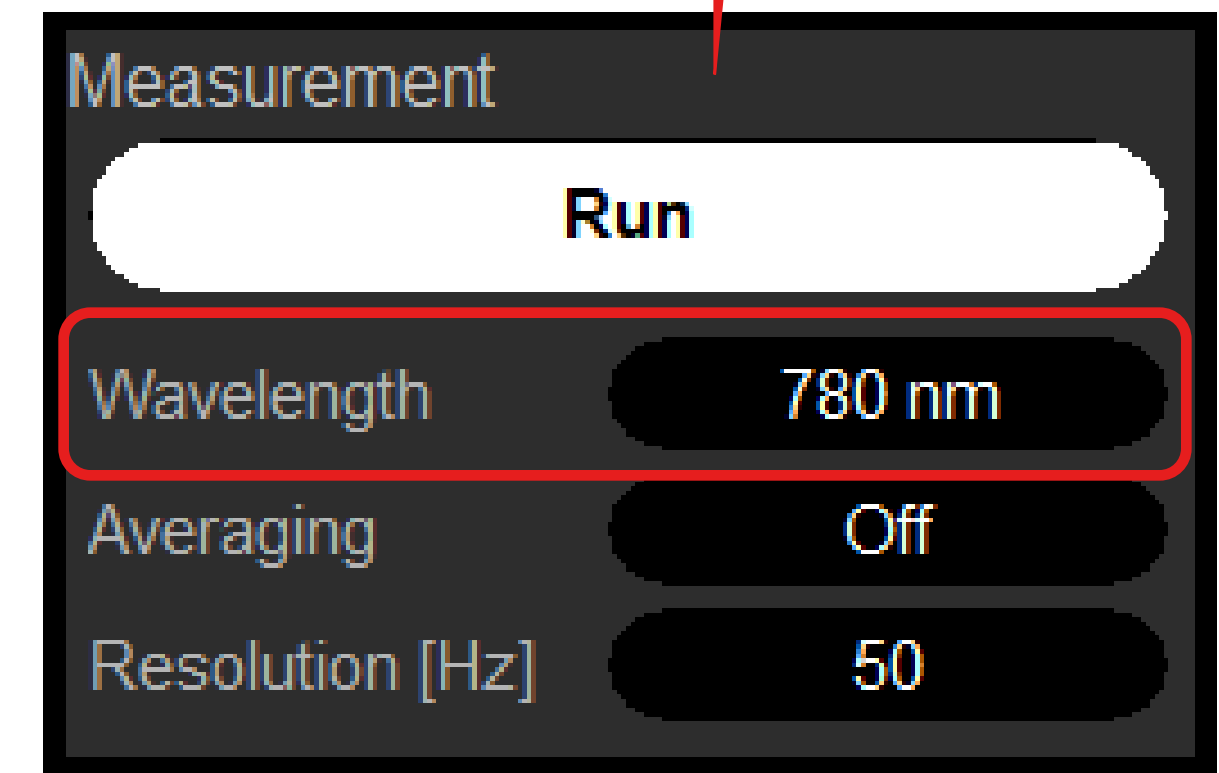 Measurement
Run
Wavelength 780 nm
Averaging Off
Resolution [Hz] 50